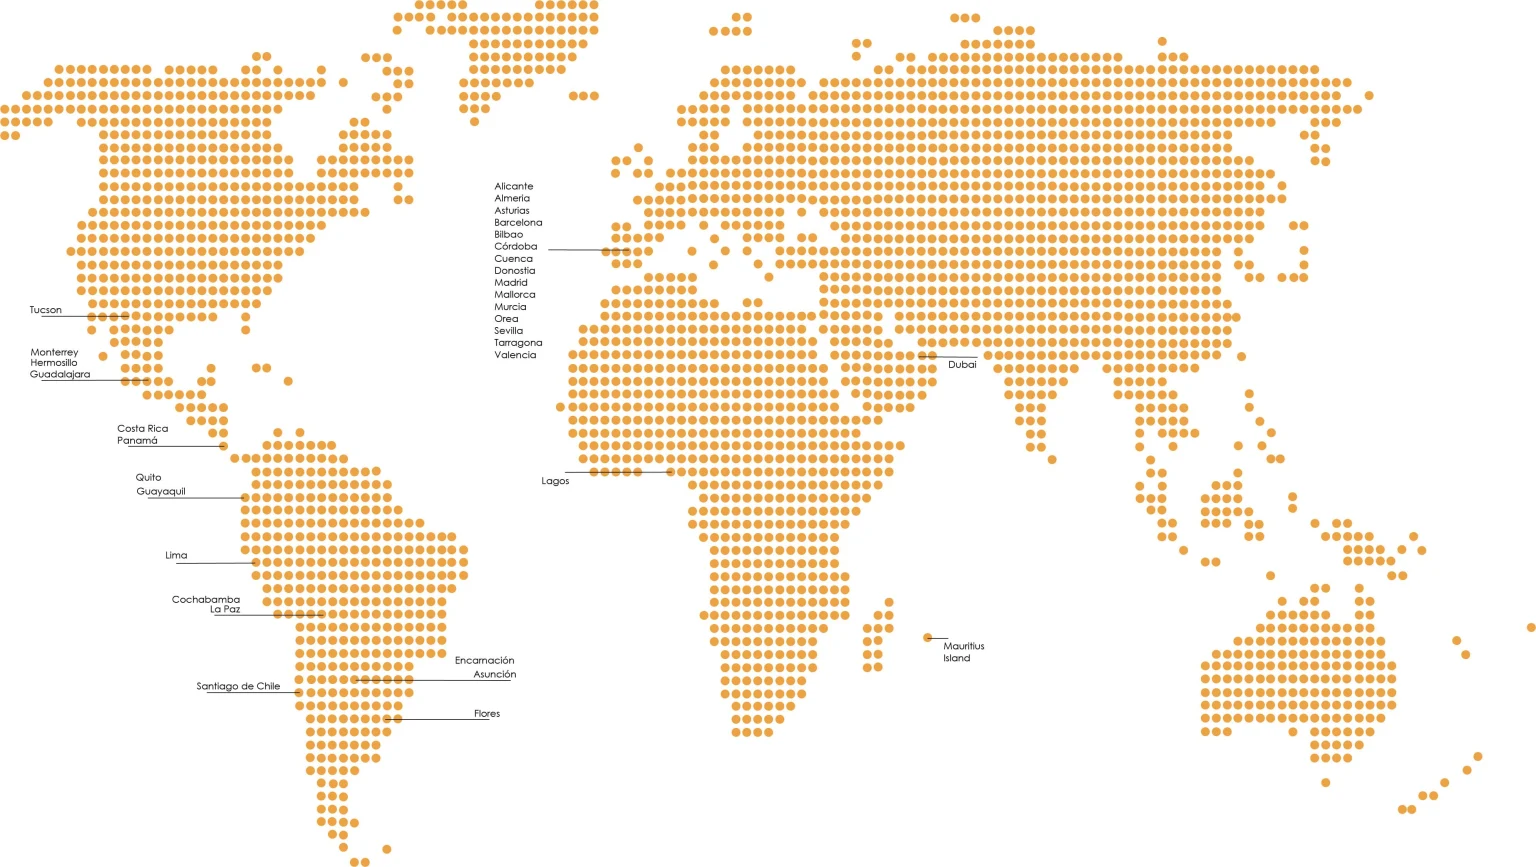 Alicante
Almeria
Asturias
Barcelona
Bilbao
Córdoba
Cuenca
Donostia
Madrid
Mallorca
Murcia
Orea
Sevilla
Tarragona
Valencia
Tucson
Monterrey
Hermosillo
Guadalajara
Dubai
Costa Rica
Panamá
Quito
Guayaquil
Lagos
Lima
Cochabamba
La Paz
Mauritius
Island
Encarnación
Asunción
Santiago de Chile
Flores